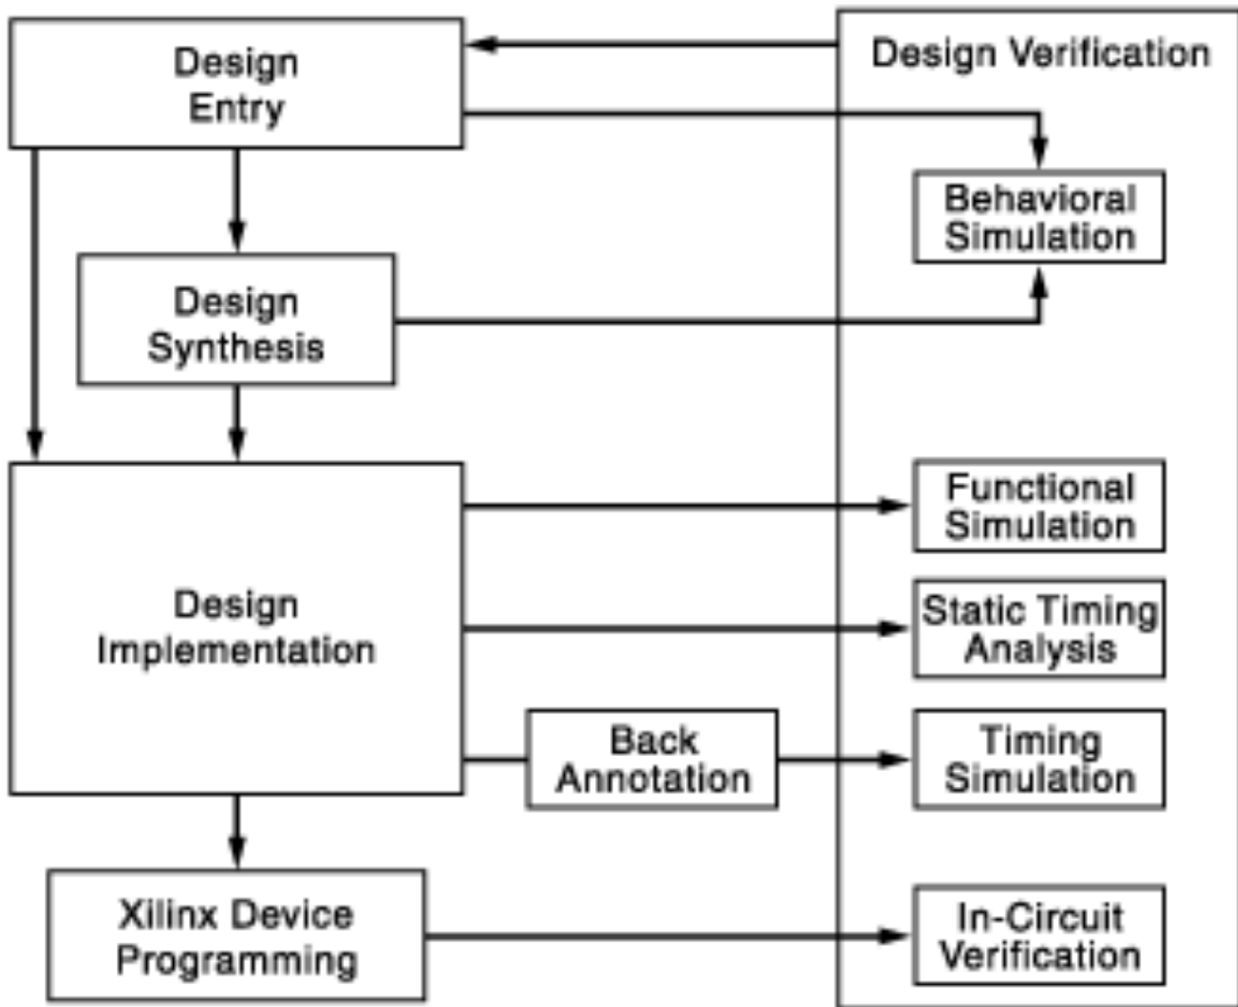 Design
Entry
Design Verification
Behavioral
Simulation
Design
Synthesis
Functional
Simulation
Design
Implementation
Static Timing
Analysis
Back
Annotation
Timing
Simulation
Xilinx Device
Programming
In-Circuit
Verification